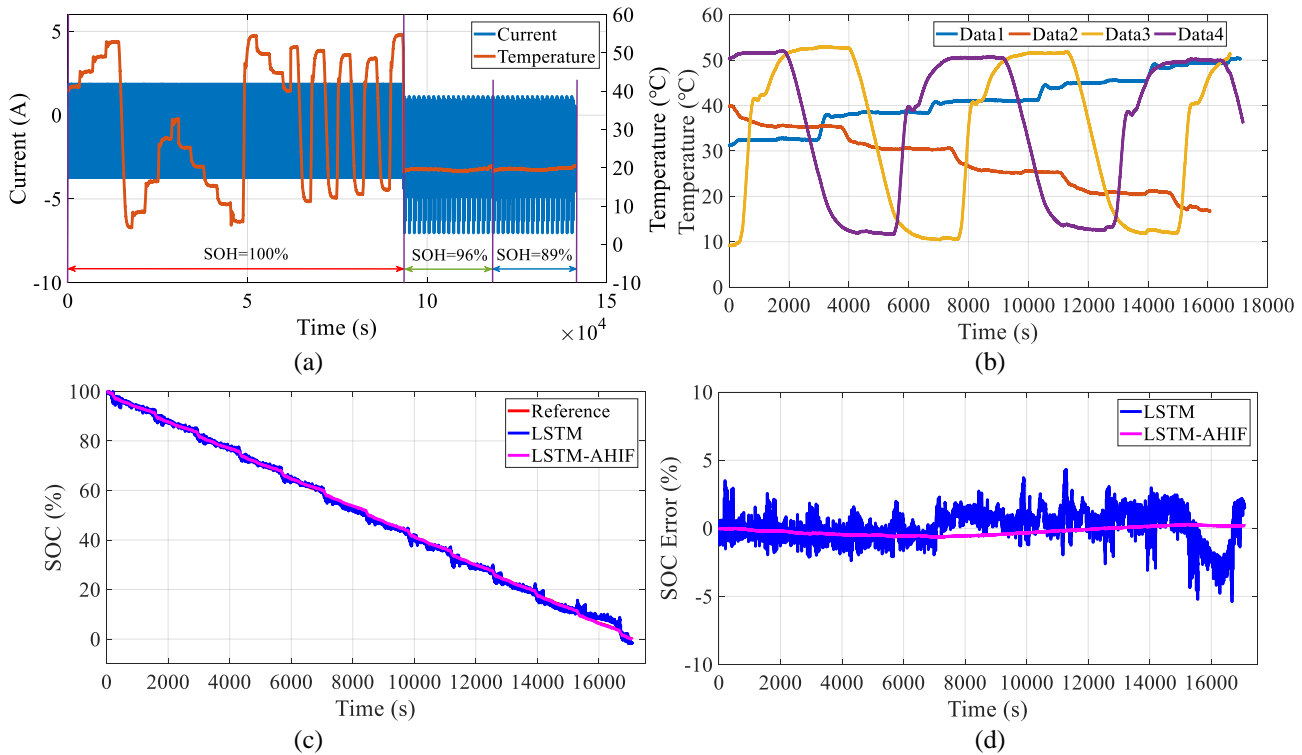 5
0
-5
-10
Current (A)
60
50
40
30
20
10
0
-10
Temperature (°C)
Current
Temperature
SOH=100%
SOH=96%
SOH=89%
0
5
10
15
×10⁴
Time (s)
(a)
60
50
40
30
20
10
0
Temperature (°C)
Data1 Data2 Data3 Data4
0 2000 4000 6000 8000 10000 12000 14000 16000 18000
Time (s)
(b)
100
80
60
40
20
0
SOC (%)
Reference
LSTM
LSTM-AHIF
0 2000 4000 6000 8000 10000 12000 14000 16000
Time (s)
(c)
10
5
0
-5
-10
SOC Error (%)
LSTM
LSTM-AHIF
0 2000 4000 6000 8000 10000 12000 14000 16000
Time (s)
(d)